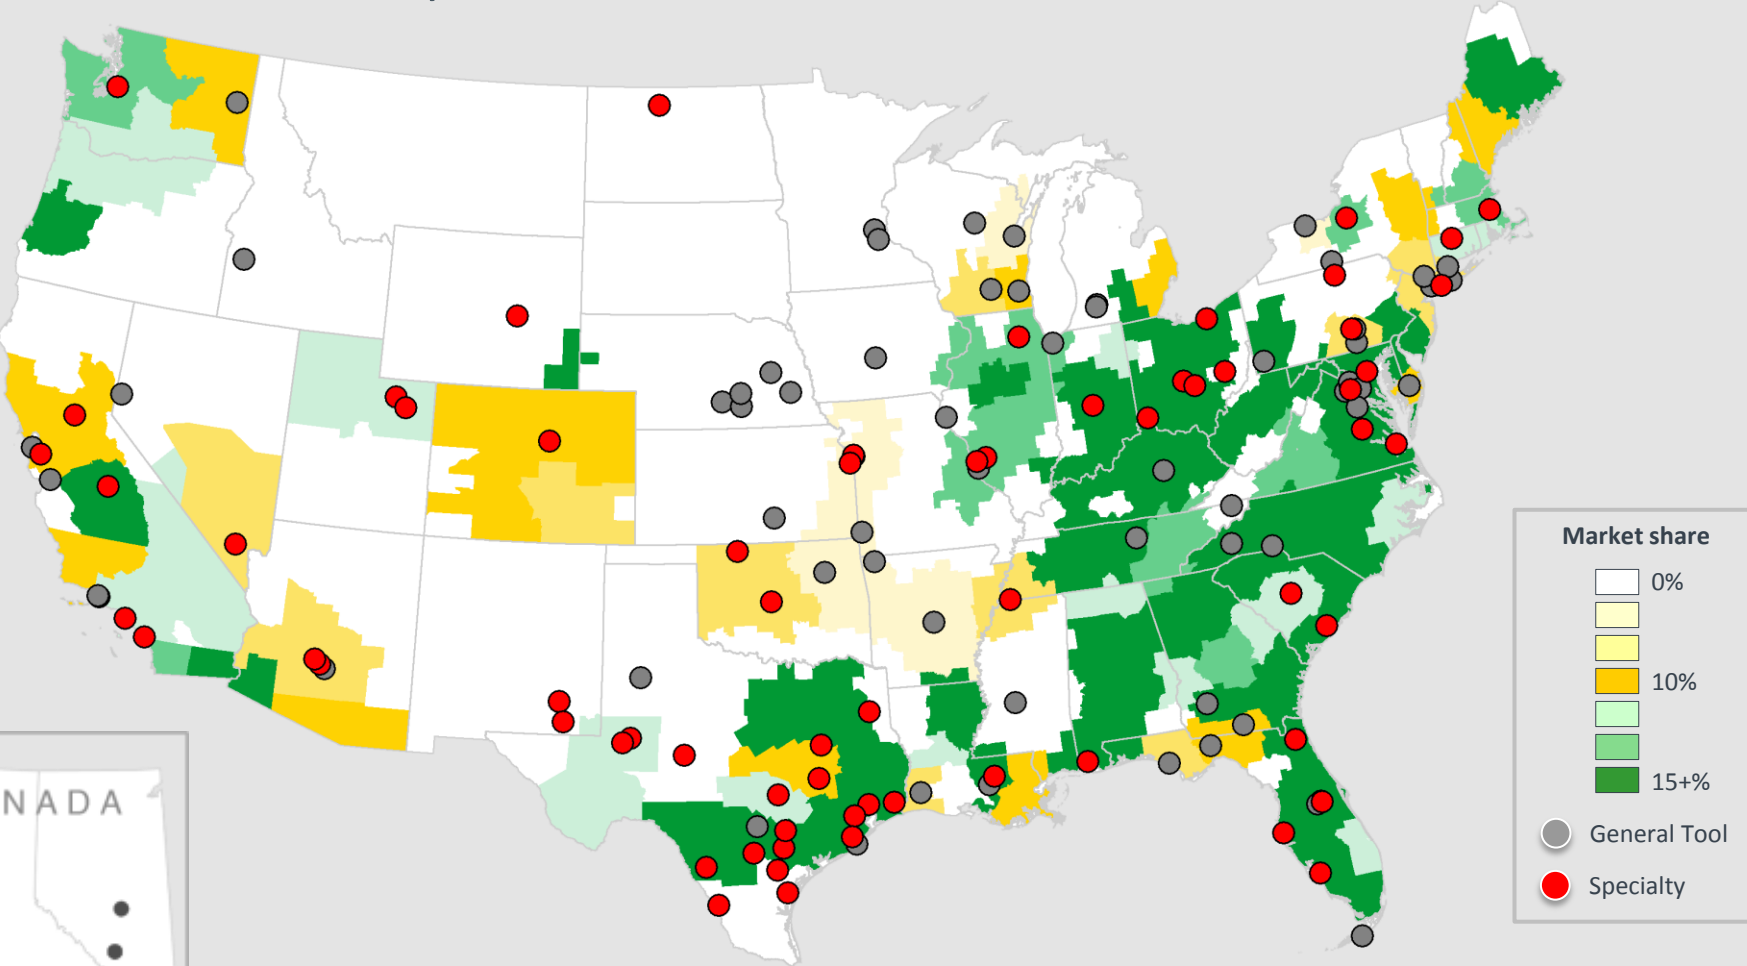 Market share
0%
10%
15+%
General Tool
Specialty
NADA